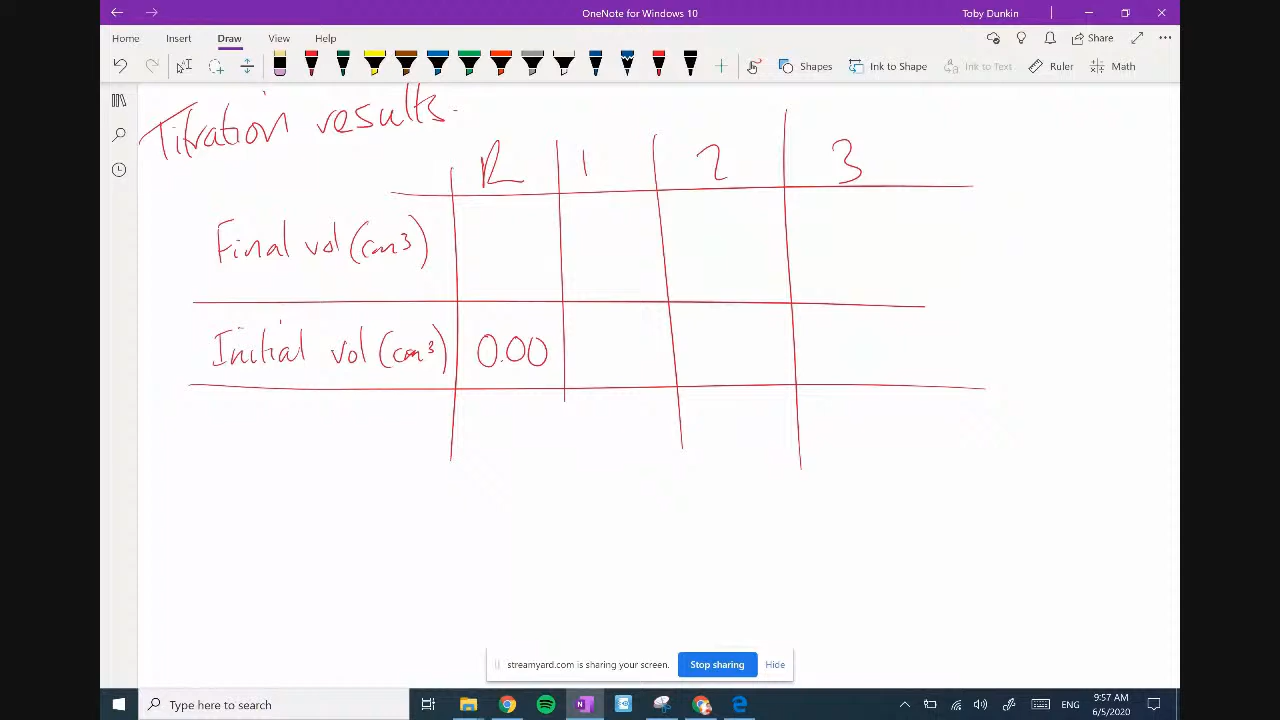 OneNote for Windows 10
Toby Dunkin
Home Insert Draw View Help
Share
Shapes Ink to Shape Ink to Text Ruler Math
Titration results.
R 1 2 3
Final vol (cm³)
Initial vol (cm³) 0.00
streamyard.com is sharing your screen. Stop sharing Hide
Type here to search
9:57 AM
6/5/2020